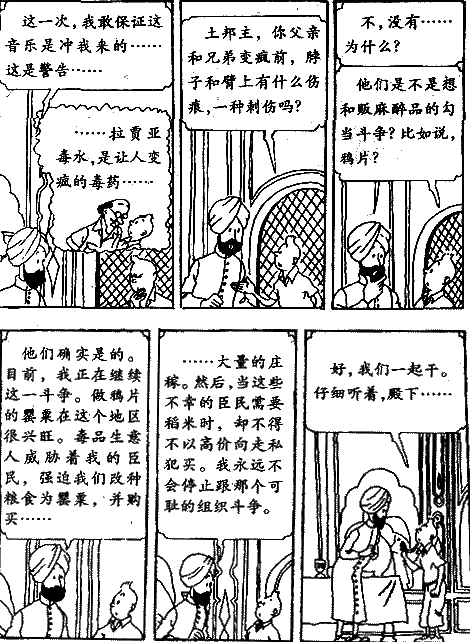 这一次，我敢保证这
音乐是冲我来的……
这是警告……
……拉贾亚
毒水，是让人变
疯的毒药……
土邦主，你父亲
和兄弟变疯前，脖
子和臂上有什么伤
痕，一种刺伤吗？
不，没有……
为什么？
他们是不是想
和贩麻醉品的勾
当斗争？比如说，
鸦片？
他们确实是的。
目前，我正在继续
这一斗争。做鸦片
的罂粟在这个地区
很兴旺。毒品生意
人威胁着我的臣
民，强迫我们改种
粮食为罂粟，并购
买……
……大量的庄
稼。然后，当这些
不幸的臣民需要
稻米时，却不得
不以高价向走私
犯买。我永远不
会停止跟那个可
耻的组织斗争。
好，我们一起干。
仔细听着，殿下……